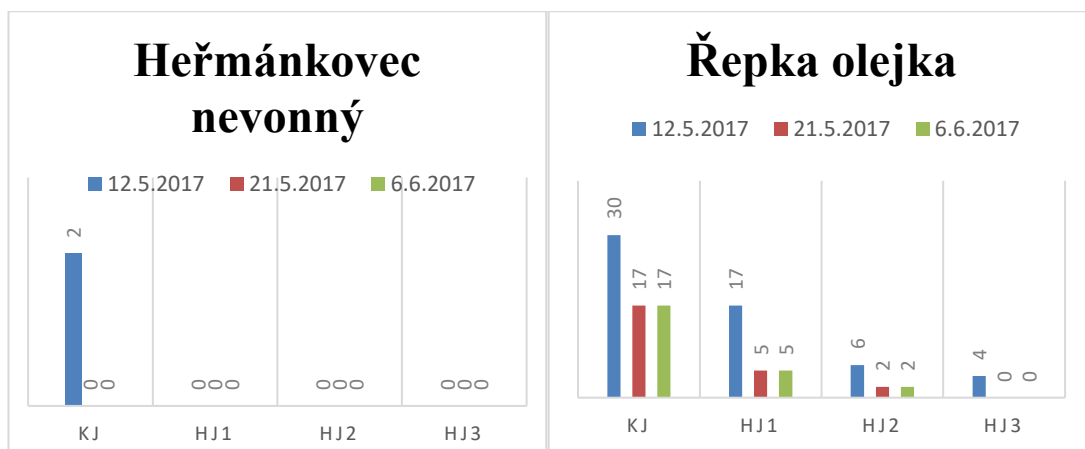 Heřmánkovec
nevonný
12.5.2017 21.5.2017 6.6.2017
2
0 0 0 0 0 0 0 0 0 0 0
KJ HJ1 HJ2 HJ3
Řepka olejka
12.5.2017 21.5.2017 6.6.2017
30 17 17 17 5 5 6 2 2 4 0 0
KJ HJ1 HJ2 HJ3